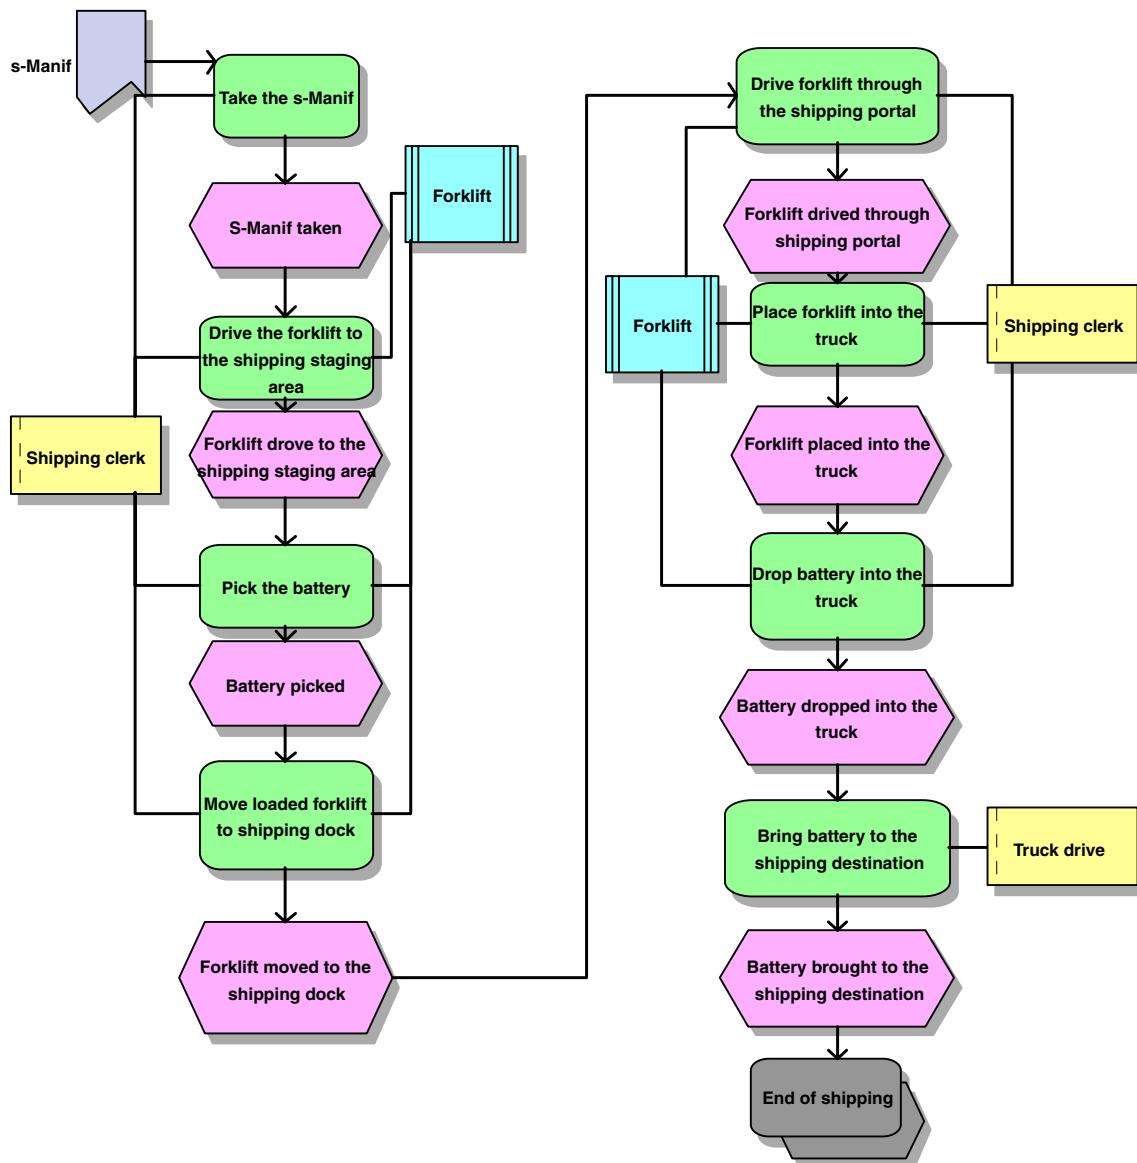 s-Manif
Take the s-Manif
Forklift
S-Manif taken
Drive the forklift to
the shipping staging
area
Shipping clerk
Forklift drove to the
shipping staging area
Pick the battery
Battery picked
Move loaded forklift
to shipping dock
Forklift moved to the
shipping dock
Drive forklift through
the shipping portal
Forklift drived through
shipping portal
Forklift
Place forklift into the
truck
Shipping clerk
Forklift placed into the
truck
Drop battery into the
truck
Battery dropped into the
truck
Bring battery to the
shipping destination
Truck drive
Battery brought to the
shipping destination
End of shipping